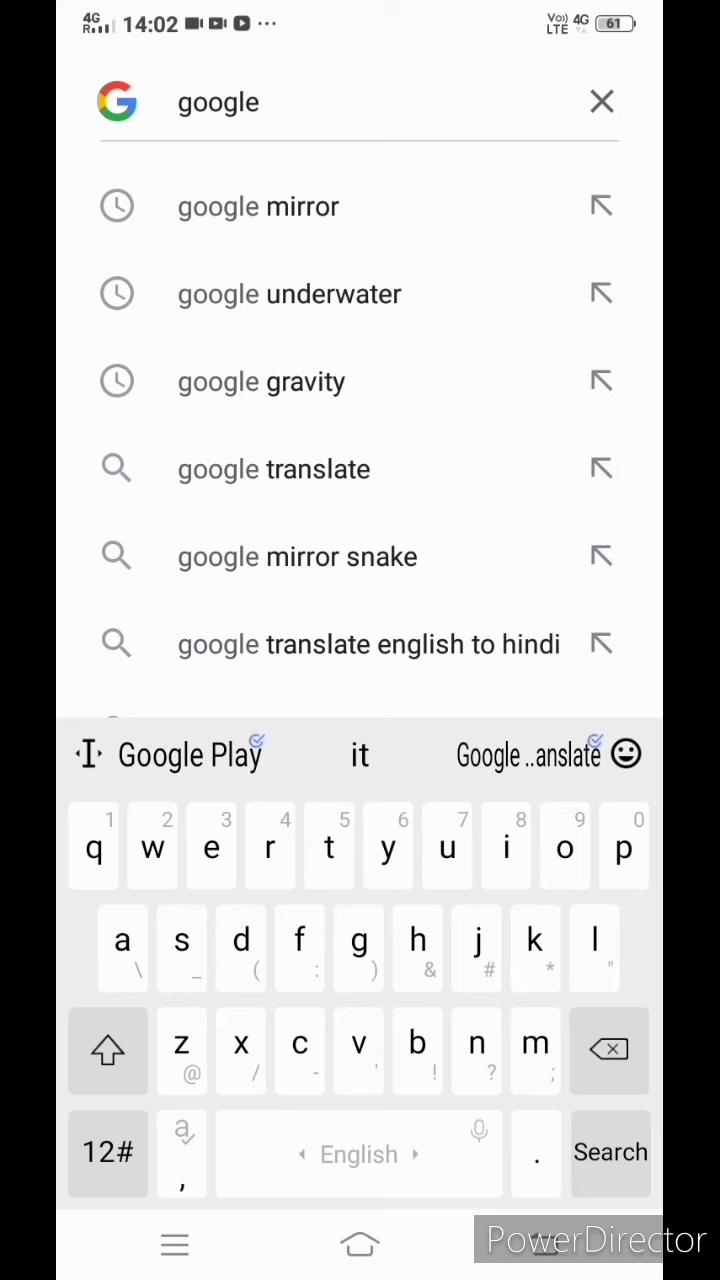 4G
R
14:02
Vo)
LTE
4G
61
google
google mirror
google underwater
google gravity
google translate
google mirror snake
google translate english to hindi
Google Play it Google ..anslate
1 2 3 4 5 6 7 8 9 0
q w e r t y u i o p
a s d f g h j k l
\ _ ( : ) & # * "
z x c v b n m
@ / - ' ! ? ;
12# a , English . Search
PowerDirector